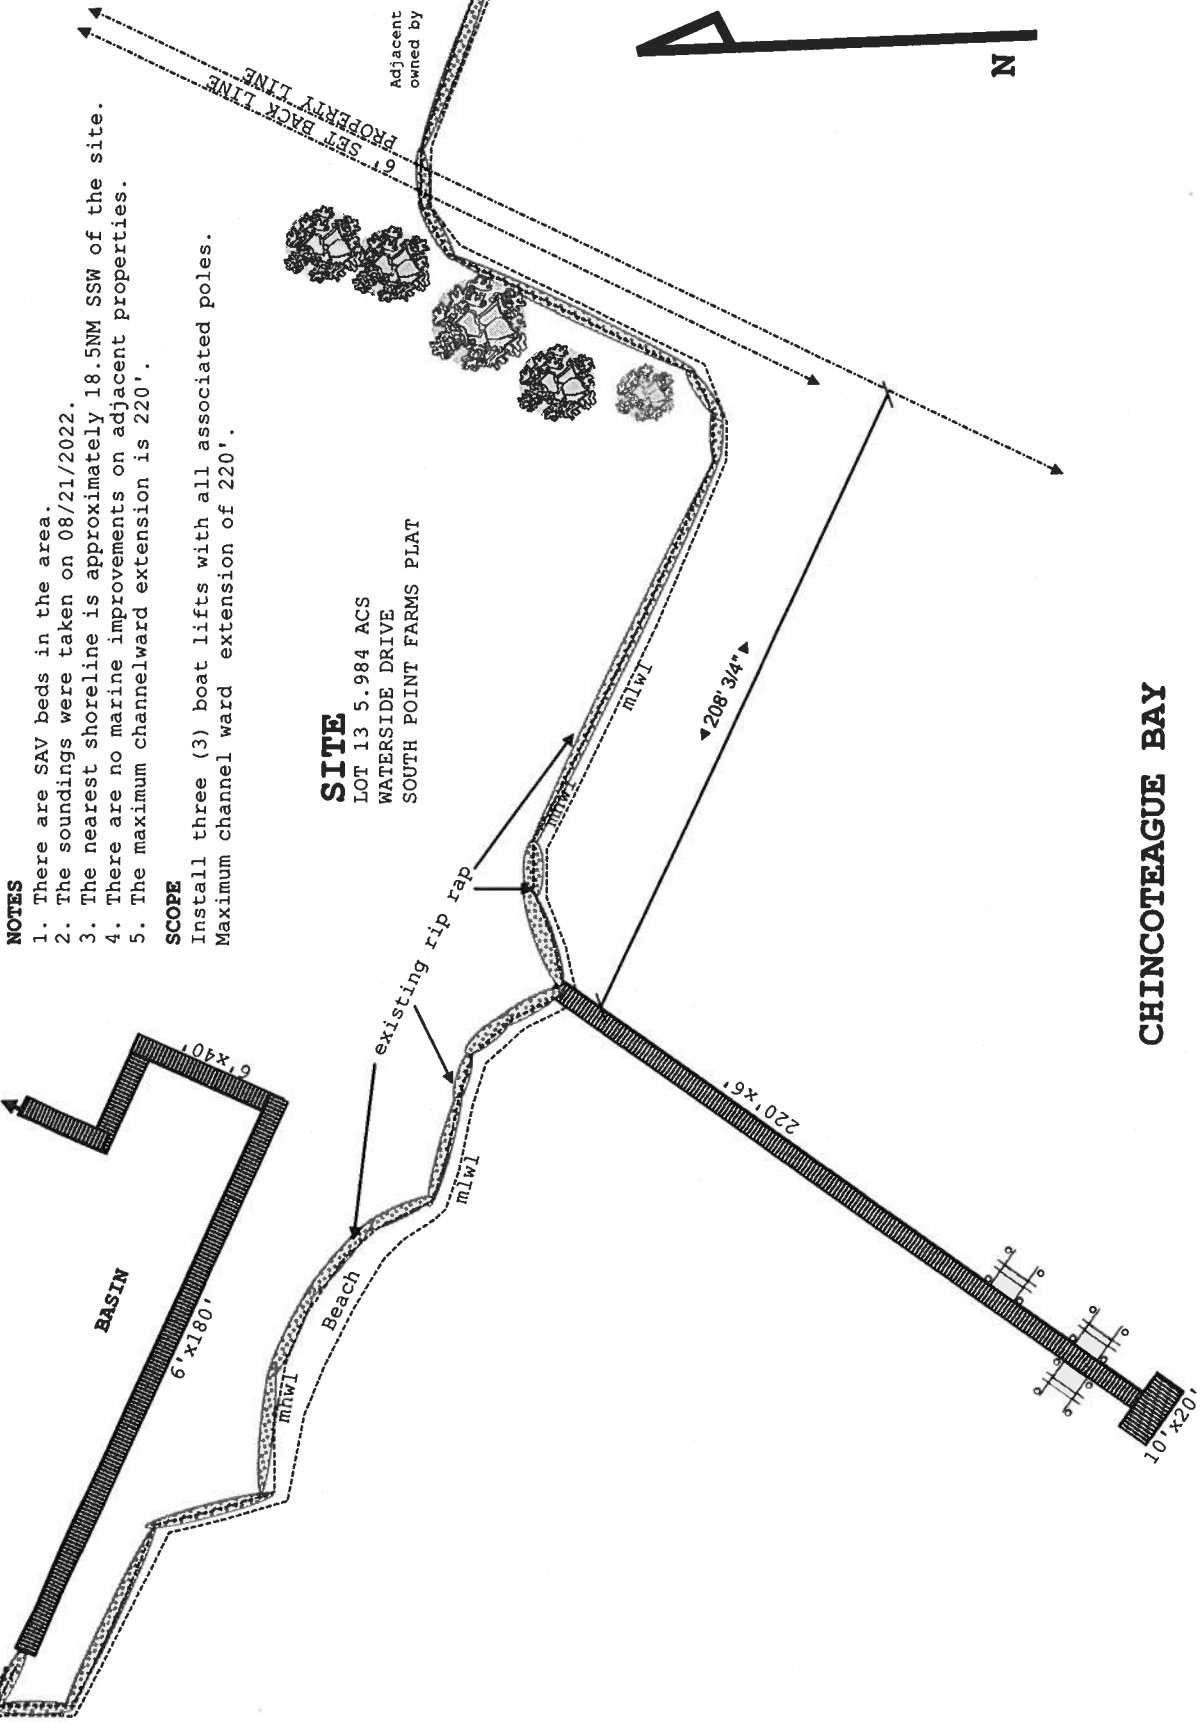 NOTES
1. There are SAV beds in the area.
2. The soundings were taken on 08/21/2022.
3. The nearest shoreline is approximately 18.5NM SSW of the site.
4. There are no marine improvements on adjacent properties.
5. The maximum channelward extension is 220'.
SCOPE
Install three (3) boat lifts with all associated poles.
Maximum channel ward extension of 220'.
SITE
LOT 13 5.984 ACS
WATERSIDE DRIVE
SOUTH POINT FARMS PLAT
Adjacent
owned by
6' SET BACK LINE
PROPERTY LINE
N
6'x40'
BASIN
6'x180'
existing rip rap
Beach
mhwl
mlwl
mhwl
mlwl
208' 3/4"
220'x6'
10'x20'
CHINCOTEAGUE BAY